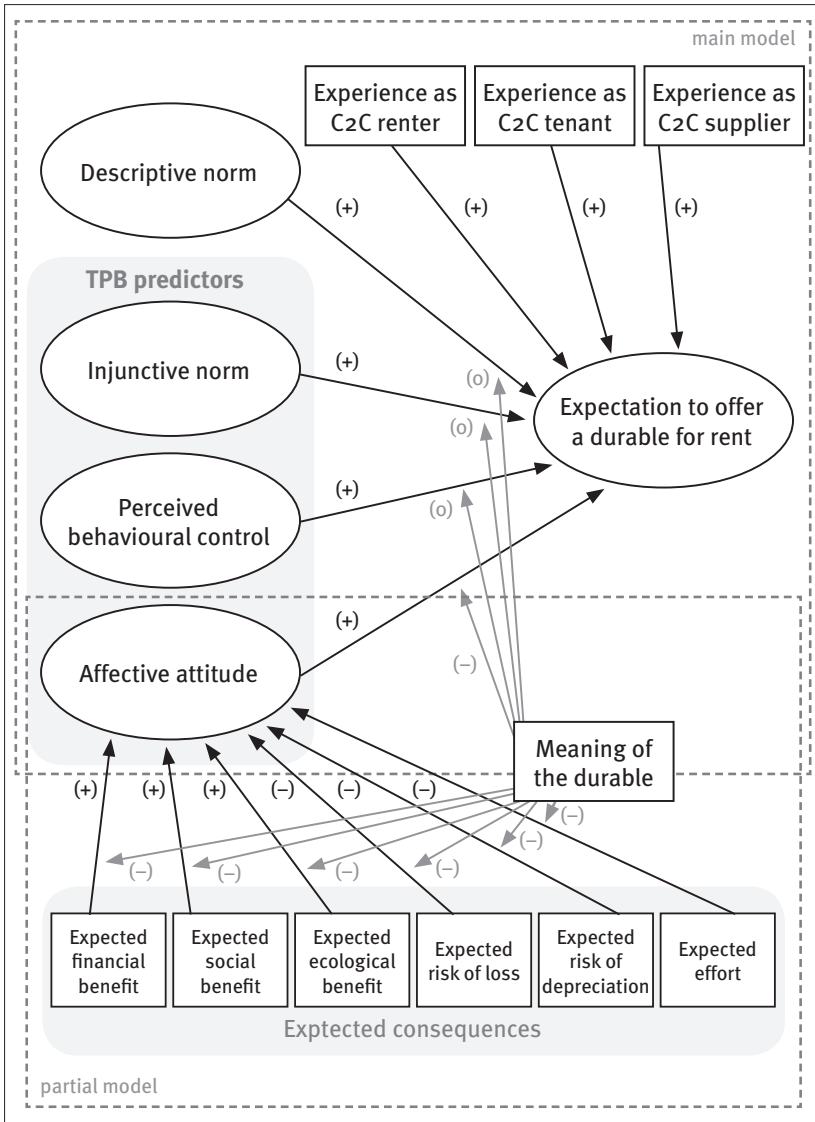 main model
Experience as
C2C renter
Experience as
C2C tenant
Experience as
C2C supplier
Descriptive norm
(+)
(+)
(+)
(+)
TPB predictors
Injunctive norm
(+)
(o)
Expectation to offer
a durable for rent
(o)
Perceived
behavioural control
(+)
(o)
Affective attitude
(+)
(–)
Meaning of
the durable
(+)
(+)
(+)
(–)
(–)
(–)
(–)
(–)
(–)
(–)
(–)
(–)
Expected
financial
benefit
Expected
social
benefit
Expected
ecological
benefit
Expected
risk of loss
Expected
risk of
depreciation
Expected
effort
Exptected consequences
partial model